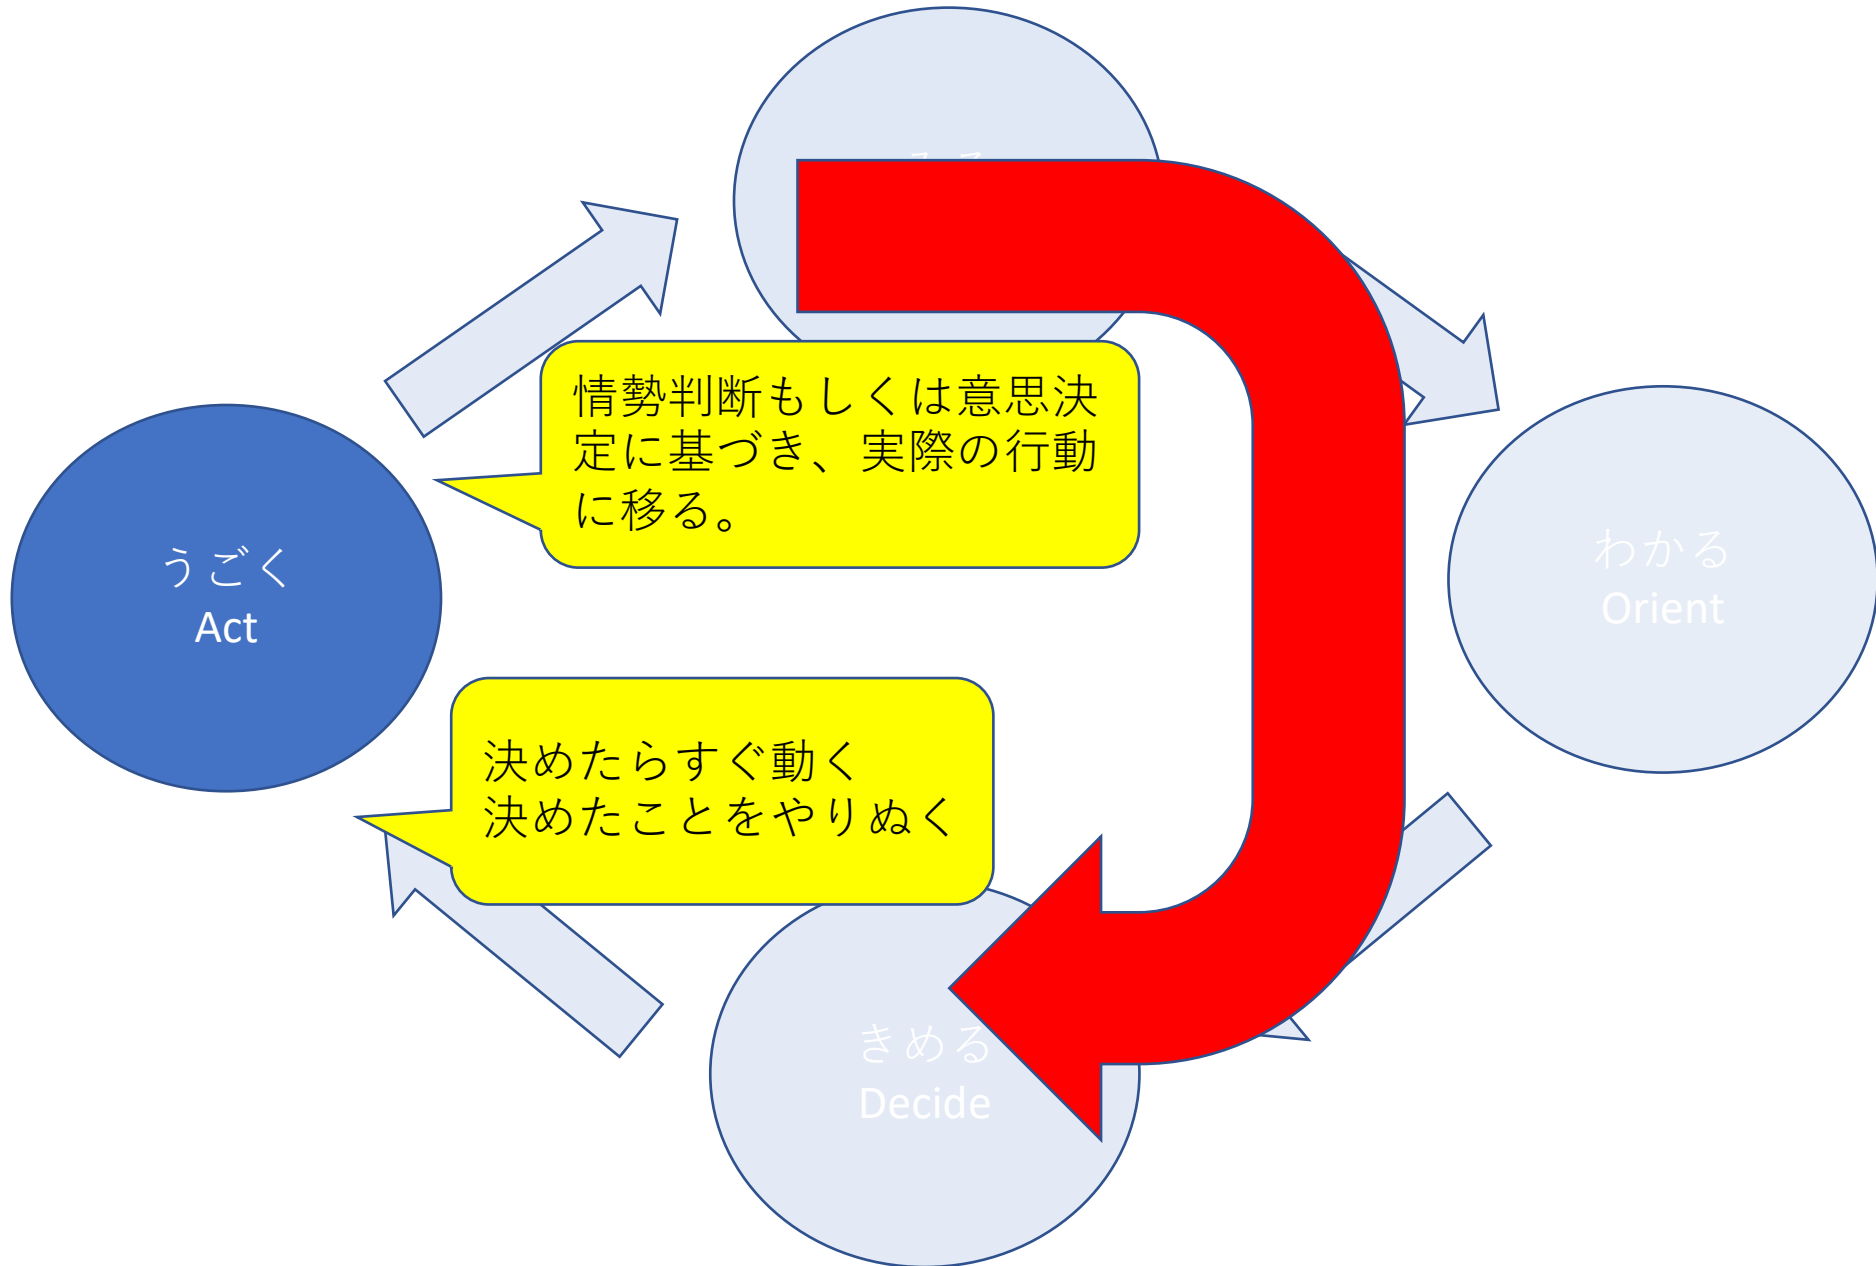 情勢判断もしくは意思決
定に基づき、実際の行動
に移る。
うごく
Act
わかる
Orient
決めたらすぐ動く
決めたことをやりぬく
きめる
Decide